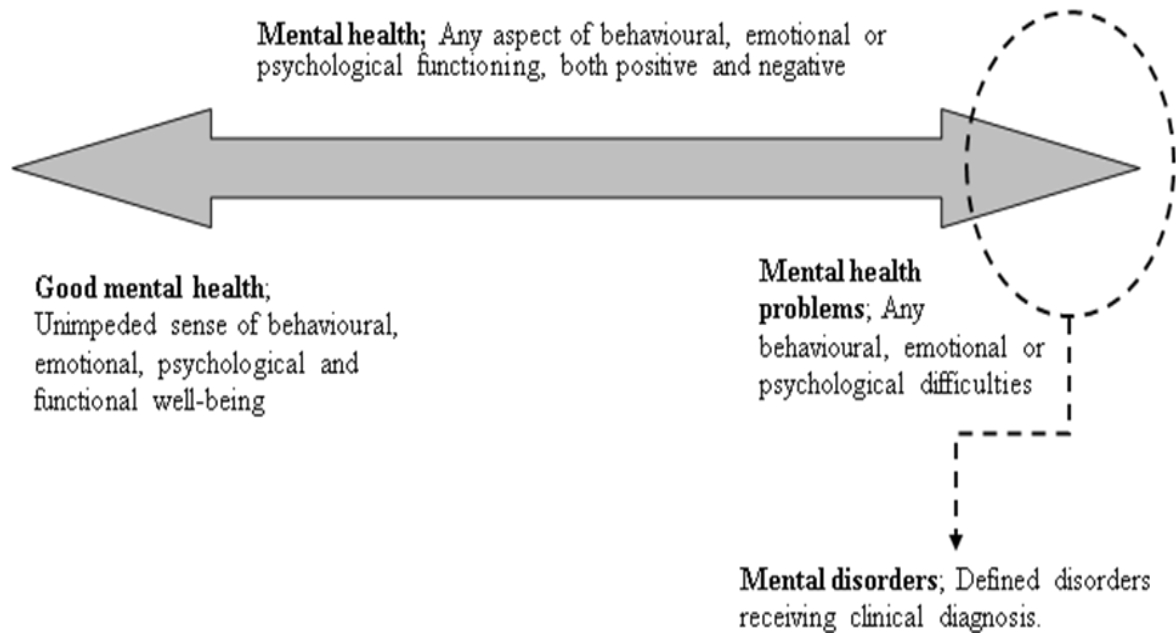 Mental health; Any aspect of behavioural, emotional or
psychological functioning, both positive and negative
Good mental health;
Unimpeded sense of behavioural,
emotional, psychological and
functional well-being
Mental health
problems; Any
behavioural, emotional or
psychological difficulties
Mental disorders; Defined disorders
receiving clinical diagnosis.